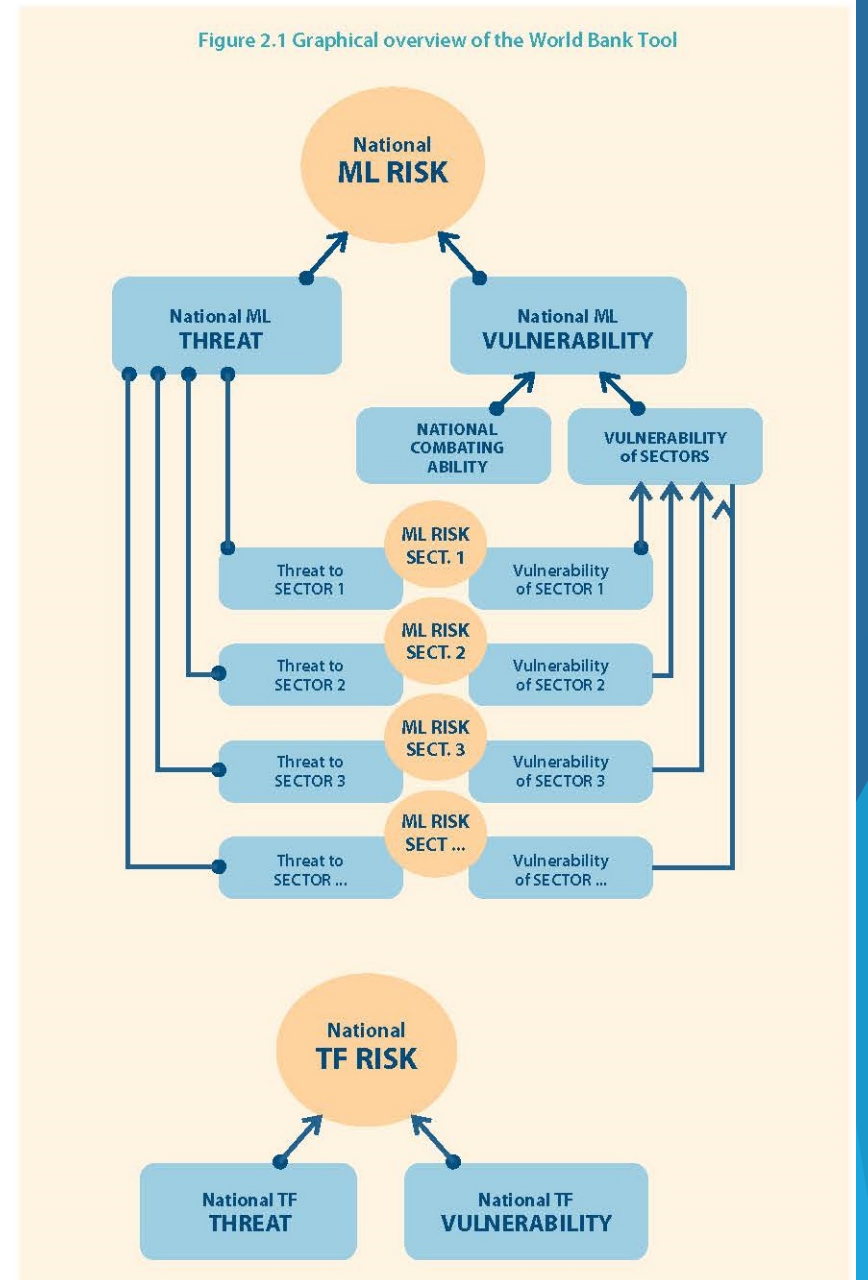 Figure 2.1 Graphical overview of the World Bank Tool
National
ML RISK
National ML
THREAT
National ML
VULNERABILITY
NATIONAL
COMBATING
ABILITY
VULNERABILITY
of SECTORS
ML RISK
SECT. 1
Threat to
SECTOR 1
Vulnerability
of SECTOR 1
ML RISK
SECT. 2
Threat to
SECTOR 2
Vulnerability
of SECTOR 2
ML RISK
SECT. 3
Threat to
SECTOR 3
Vulnerability
of SECTOR 3
ML RISK
SECT ...
Threat to
SECTOR ...
Vulnerability
of SECTOR ...
National
TF RISK
National TF
THREAT
National TF
VULNERABILITY